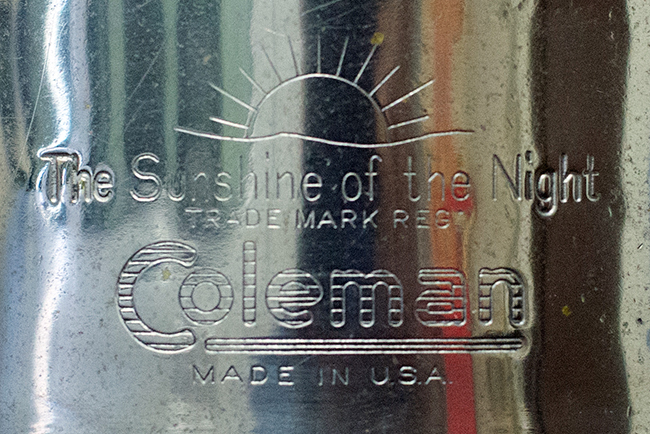 The Sunshine of the Night
TRADE MARK REG
Coleman
MADE IN U.S.A.